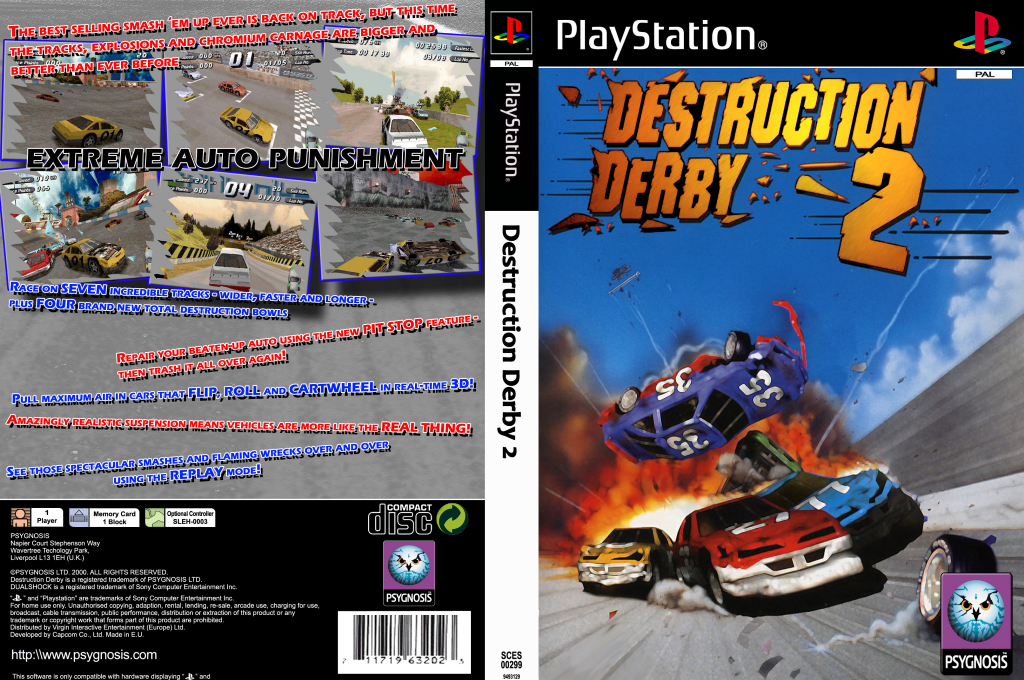 THE BEST SELLING SMASH ´EM UP EVER IS BACK ON TRACK, BUT THIS TIME
THE TRACKS, EXPLOSIONS AND CHROMIUM CARNAGE ARE BIGGER AND
BETTER THAN EVER BEFORE
EXTREME AUTO PUNISHMENT
RACE ON SEVEN INCREDIBLE TRACKS - WIDER, FASTER AND LONGER -
PLUS FOUR BRAND NEW TOTAL DESTRUCTION BOWLS
REPAIR YOUR BEATEN-UP AUTO USING THE NEW PIT STOP FEATURE -
THEN TRASH IT ALL OVER AGAIN!
PULL MAXIMUM AIR IN CARS THAT FLIP, ROLL AND CARTWHEEL IN REAL-TIME 3D!
AMAZINGLY REALISTIC SUSPENSION MEANS VEHICLES ARE MORE LIKE THE REAL THING!
SEE THOSE SPECTACULAR SMASHES AND FLAMING WRECKS OVER AND OVER
USING THE REPLAY MODE!
1
Player
Memory Card
1 Block
Optional Controller
SLEH-0003
COMPACT
disc
PSYGNOSIS
Napier Court Stephenson Way
Wavertree Techology Park,
Liverpool L13 1EH (U.K.)
©PSYGNOSIS LTD. 2000. ALL RIGHTS RESERVED.
Destruction Derby is a registered trademark of PSYGNOSIS LTD.
DUALSHOCK is a registered trademark of Sony Computer Entertainment Inc.
" " and "Playstation" are trademarks of Sony Computer Entertainment Inc.
For home use only. Unauthorised copying, adaption, rental, lending, re-sale, arcade use, charging for use,
broadcast, cable transmission, public performance, distribution or extraction of this product or any
trademark or copyright work that forms part of this product are prohibited.
Distributed by Virgin Interactive Entertainment (Europe) Ltd.
Developed by Capcom Co., Ltd. Made in E.U.
http:\\www.psygnosis.com
This software is only compatible with hardware displaying " " and
PSYGNOSIS
7 11719 63202 3
PAL
PlayStation®
Destruction Derby 2
SCES
00299
9493129
PlayStation®
PAL
DESTRUCTION
DERBY
2
35
35
35
PSYGNOSIS